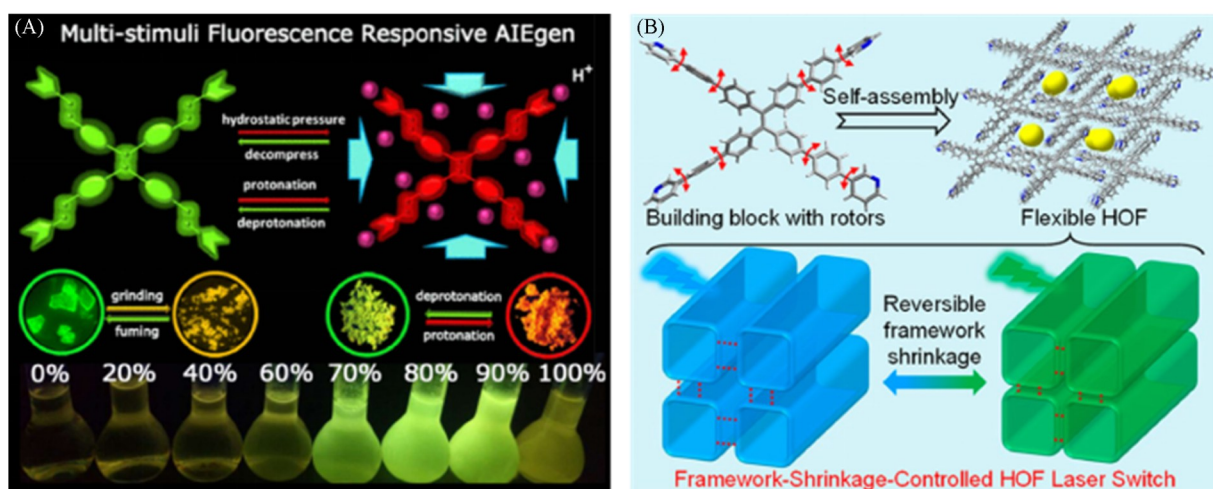 (A)
Multi-stimuli Fluorescence Responsive AIEgen
H+
hydrostatic pressure
decompress
protonation
deprotonation
grinding
fuming
deprotonation
protonation
0% 20% 40% 60% 70% 80% 90% 100%
(B)
Self-assembly
Building block with rotors
Flexible HOF
Reversible
framework
shrinkage
Framework-Shrinkage-Controlled HOF Laser Switch